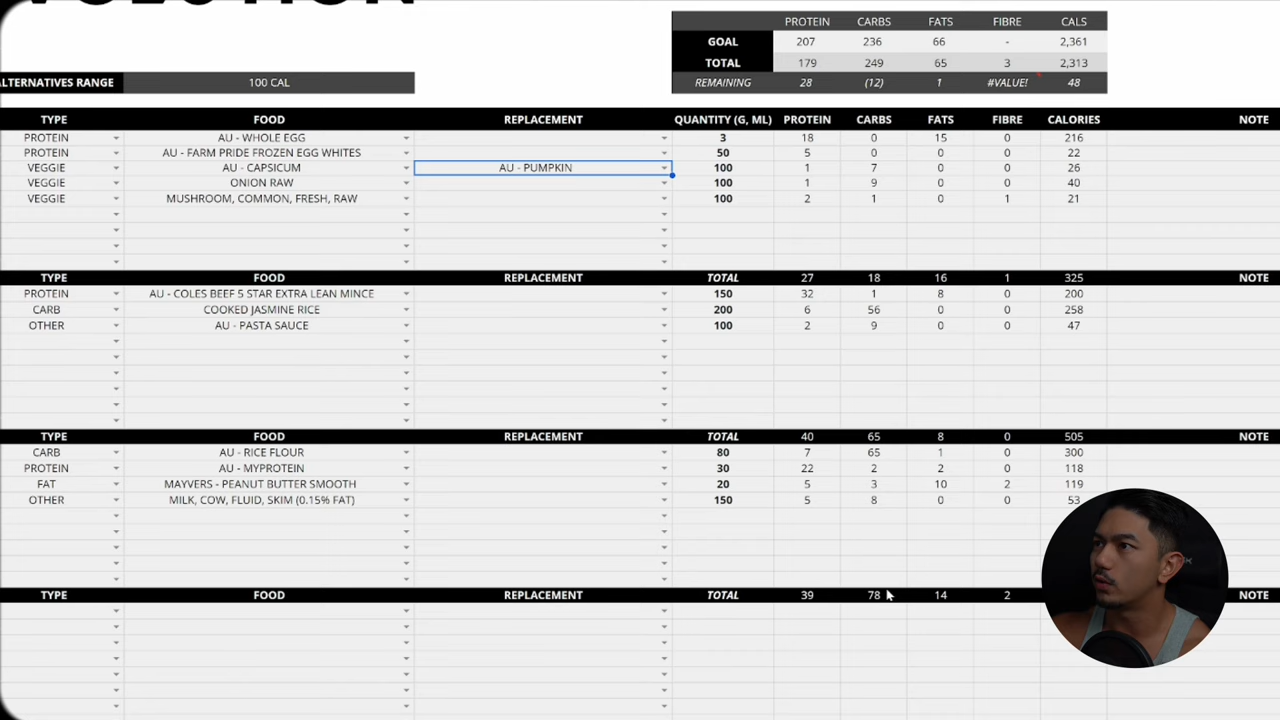 PROTEIN CARBS FATS FIBRE CALS
GOAL 207 236 66 - 2,361
TOTAL 179 249 65 3 2,313
ALTERNATIVES RANGE 100 CAL REMAINING 28 (12) 1 #VALUE! 48
TYPE FOOD REPLACEMENT QUANTITY (G, ML) PROTEIN CARBS FATS FIBRE CALORIES NOTE
PROTEIN AU - WHOLE EGG 3 18 0 15 0 216
PROTEIN AU - FARM PRIDE FROZEN EGG WHITES 50 5 0 0 0 22
VEGGIE AU - CAPSICUM AU - PUMPKIN 100 1 7 0 0 26
VEGGIE ONION RAW 100 1 9 0 0 40
VEGGIE MUSHROOM, COMMON, FRESH, RAW 100 2 1 0 1 21
TYPE FOOD REPLACEMENT TOTAL 27 18 16 1 325 NOTE
PROTEIN AU - COLES BEEF 5 STAR EXTRA LEAN MINCE 150 32 1 8 0 200
CARB COOKED JASMINE RICE 200 6 56 0 0 258
OTHER AU - PASTA SAUCE 100 2 9 0 0 47
TYPE FOOD REPLACEMENT TOTAL 40 65 8 0 505 NOTE
CARB AU - RICE FLOUR 80 7 65 1 0 300
PROTEIN AU - MYPROTEIN 30 22 2 2 0 118
FAT MAYVERS - PEANUT BUTTER SMOOTH 20 5 3 10 2 119
OTHER MILK, COW, FLUID, SKIM (0.15% FAT) 150 5 8 0 0 53
TYPE FOOD REPLACEMENT TOTAL 39 78 14 2 NOTE